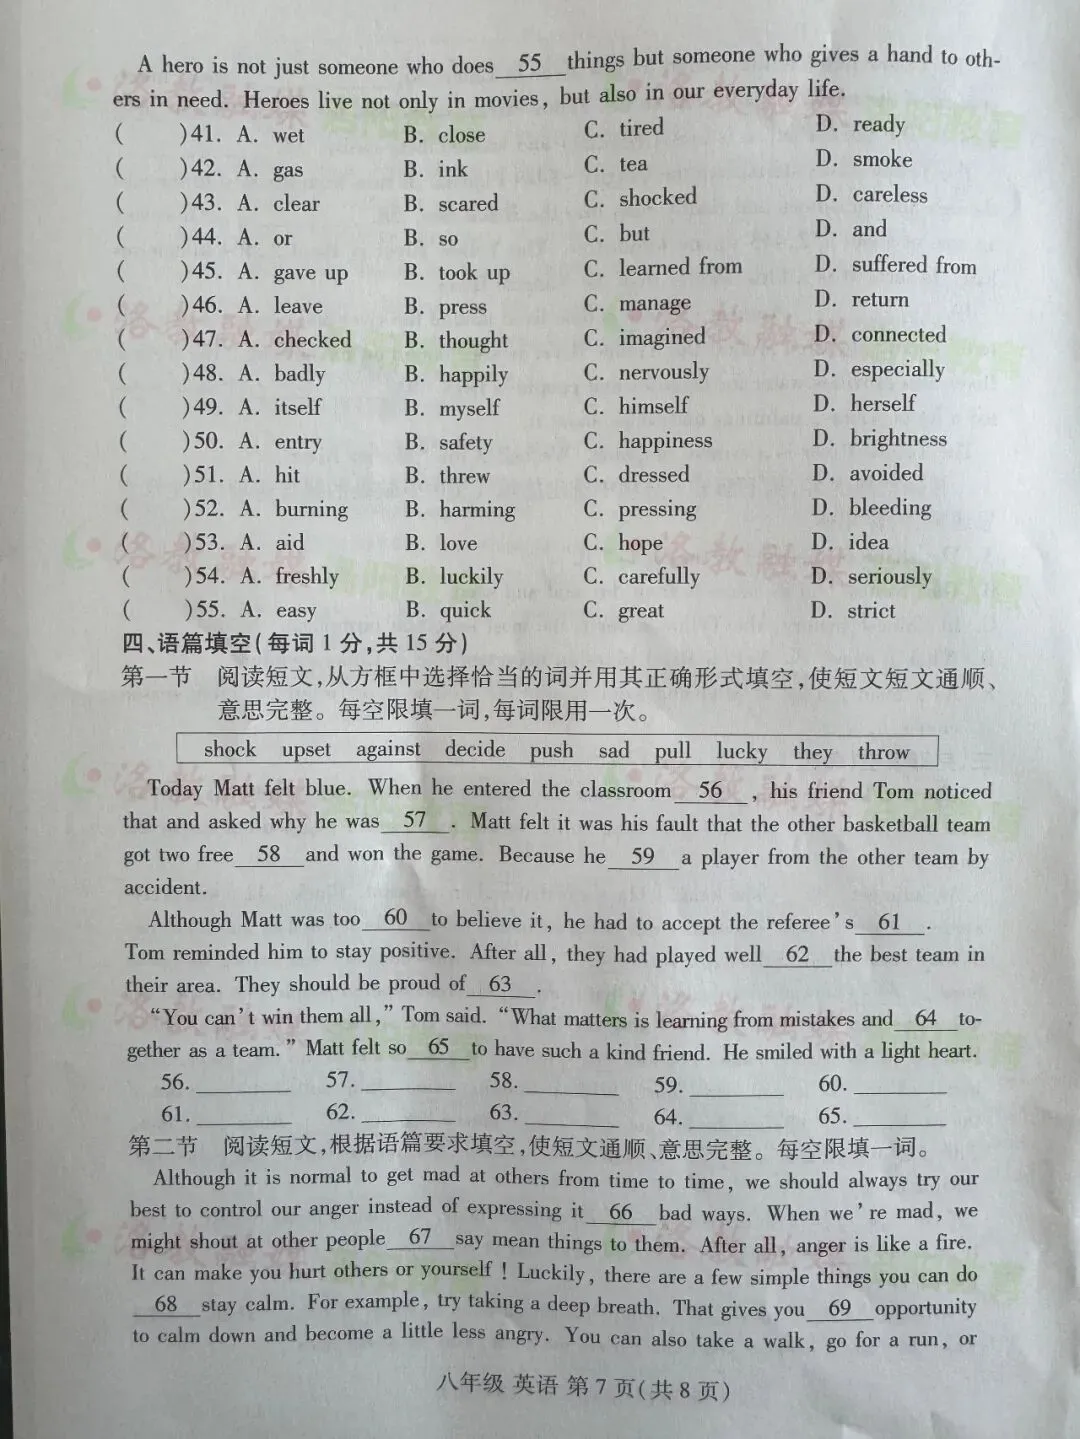 A hero is not just someone who does 55 things but someone who gives a hand to oth-
ers in need. Heroes live not only in movies, but also in our everyday life.
( )41. A. wet B. close C. tired D. ready
( )42. A. gas B. ink C. tea D. smoke
( )43. A. clear B. scared C. shocked D. careless
( )44. A. or B. so C. but D. and
( )45. A. gave up B. took up C. learned from D. suffered from
( )46. A. leave B. press C. manage D. return
( )47. A. checked B. thought C. imagined D. connected
( )48. A. badly B. happily C. nervously D. especially
( )49. A. itself B. myself C. himself D. herself
( )50. A. entry B. safety C. happiness D. brightness
( )51. A. hit B. threw C. dressed D. avoided
( )52. A. burning B. harming C. pressing D. bleeding
( )53. A. aid B. love C. hope D. idea
( )54. A. freshly B. luckily C. carefully D. seriously
( )55. A. easy B. quick C. great D. strict
四、语篇填空(每词1分,共15分)
第一节 阅读短文,从方框中选择恰当的词并用其正确形式填空,使短文短文通顺、
意思完整。每空限填一词,每词限用一次。
shock upset against decide push sad pull lucky they throw
Today Matt felt blue. When he entered the classroom 56 , his friend Tom noticed
that and asked why he was 57 . Matt felt it was his fault that the other basketball team
got two free 58 and won the game. Because he 59 a player from the other team by
accident.
Although Matt was too 60 to believe it, he had to accept the referee's 61 .
Tom reminded him to stay positive. After all, they had played well 62 the best team in
their area. They should be proud of 63 .
"You can't win them all," Tom said. "What matters is learning from mistakes and 64 to-
gether as a team." Matt felt so 65 to have such a kind friend. He smiled with a light heart.
56. ________ 57. ________ 58. ________ 59. ________ 60. ________
61. ________ 62. ________ 63. ________ 64. ________ 65. ________
第二节 阅读短文,根据语篇要求填空,使短文通顺、意思完整。每空限填一词。
Although it is normal to get mad at others from time to time, we should always try our
best to control our anger instead of expressing it 66 bad ways. When we're mad, we
might shout at other people 67 say mean things to them. After all, anger is like a fire.
It can make you hurt others or yourself! Luckily, there are a few simple things you can do
68 stay calm. For example, try taking a deep breath. That gives you 69 opportunity
to calm down and become a little less angry. You can also take a walk, go for a run, or
八年级 英语 第7页(共8页)